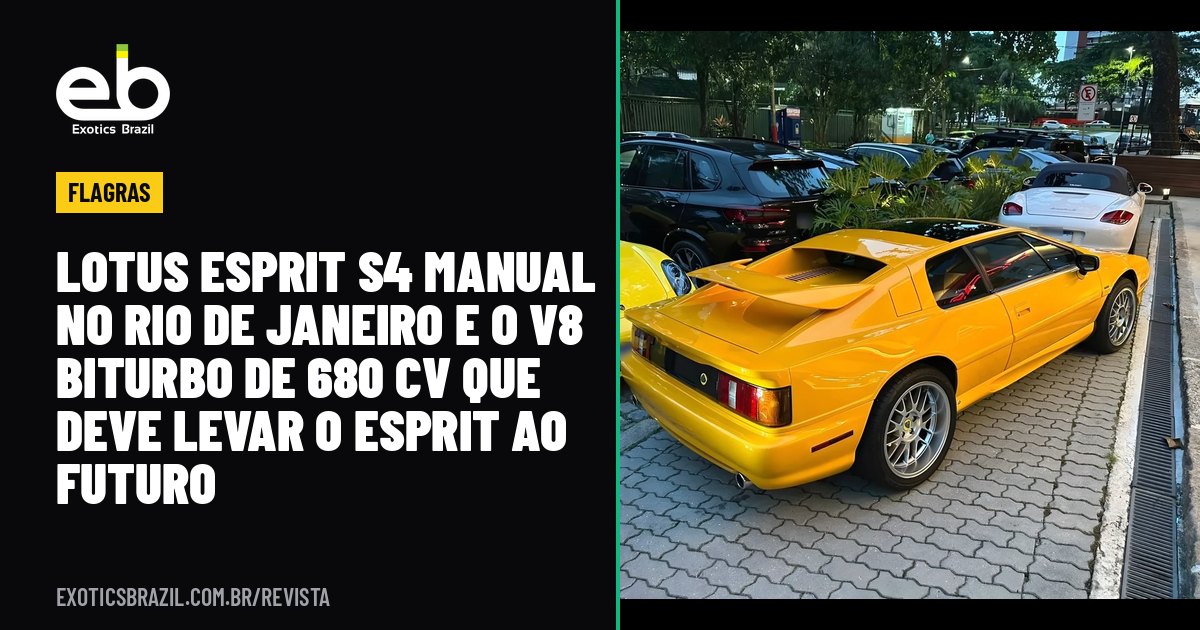 eb
Exotics Brazil
FLAGRAS
LOTUS ESPRIT S4 MANUAL
NO RIO DE JANEIRO E O V8
BITURBO DE 680 CV QUE
DEVE LEVAR O ESPRIT AO
FUTURO
EXOTICSBRAZIL.COM.BR/REVISTA